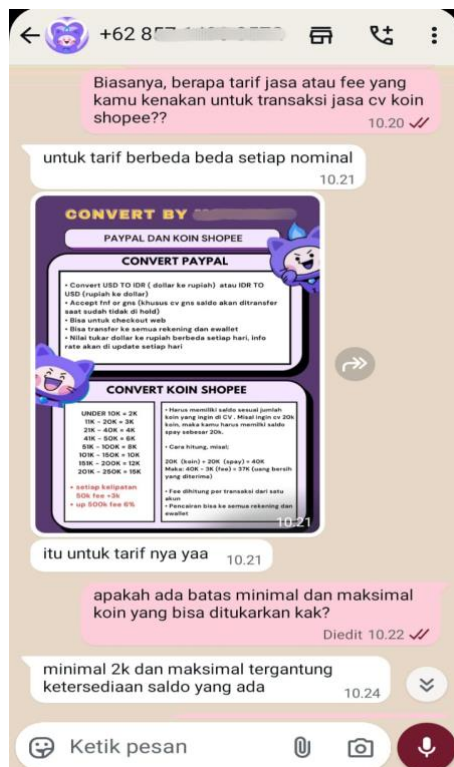 +62 8
Biasanya, berapa tarif jasa atau fee yang
kamu kenakan untuk transaksi jasa cv koin
shopee??
10.20
untuk tarif berbeda beda setiap nominal
10.21
CONVERT BY
PAYPAL DAN KOIN SHOPEE
CONVERT PAYPAL
• Convert USD TO IDR ( dollar ke rupiah) atau IDR TO
USD (rupiah ke dollar)
• Accept fnf or gns (khusus cv gns saldo akan ditransfer
saat sudah tidak di hold)
• Bisa untuk checkout web
• Bisa transfer ke semua rekening dan ewallet
• Nilai tukar dollar ke rupiah berbeda setiap hari, info
rate akan di update setiap hari
CONVERT KOIN SHOPEE
UNDER 10K = 2K
11K - 20K = 3K
21K - 40K = 4K
41K - 50K = 6K
51K - 100K = 8K
101K - 150K = 10K
151K - 200K = 12K
201K - 250K = 15K
• setiap kelipatan
50k fee +3k
• up 500k fee 6%
• Harus memiliki saldo sesuai jumlah
koin yang ingin di CV . Misal ingin cv 20k
koin, maka kamu harus memilki saldo
spay sebesar 20k.
• Cara hitung, misal;
20K (koin) + 20K (spay) = 40K
Maka: 40K - 3K (fee) = 37K (uang bersih
yang diterima)
• Fee dihitung per transaksi dari satu
akun
• Pencairan bisa ke semua rekening dan
ewallet
10.21
itu untuk tarif nya yaa
10.21
apakah ada batas minimal dan maksimal
koin yang bisa ditukarkan kak?
Diedit 10.22
minimal 2k dan maksimal tergantung
ketersediaan saldo yang ada
10.24
Ketik pesan